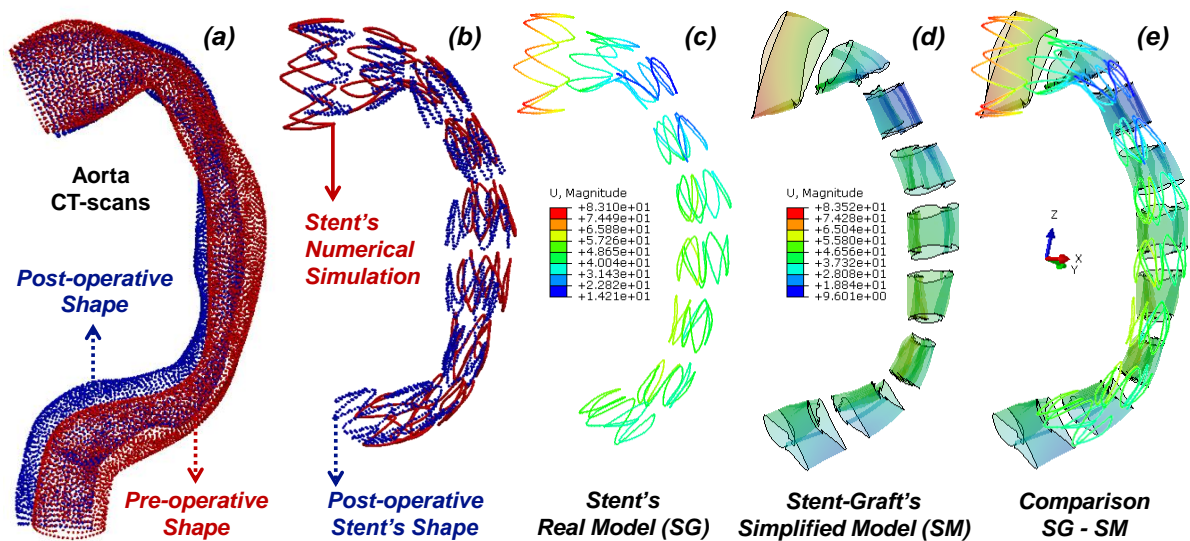 (a)
(b)
(c)
(d)
(e)
Aorta
CT-scans
Post-operative
Shape
Pre-operative
Shape
Stent's
Numerical
Simulation
Post-operative
Stent's Shape
U, Magnitude
+8.310e+01
+7.449e+01
+6.588e+01
+5.726e+01
+4.865e+01
+4.004e+01
+3.143e+01
+2.282e+01
+1.421e+01
Stent's
Real Model (SG)
U, Magnitude
+8.352e+01
+7.428e+01
+6.504e+01
+5.580e+01
+4.656e+01
+3.732e+01
+2.808e+01
+1.884e+01
+9.601e+00
Stent-Graft's
Simplified Model (SM)
Z
X
Y
Comparison
SG - SM